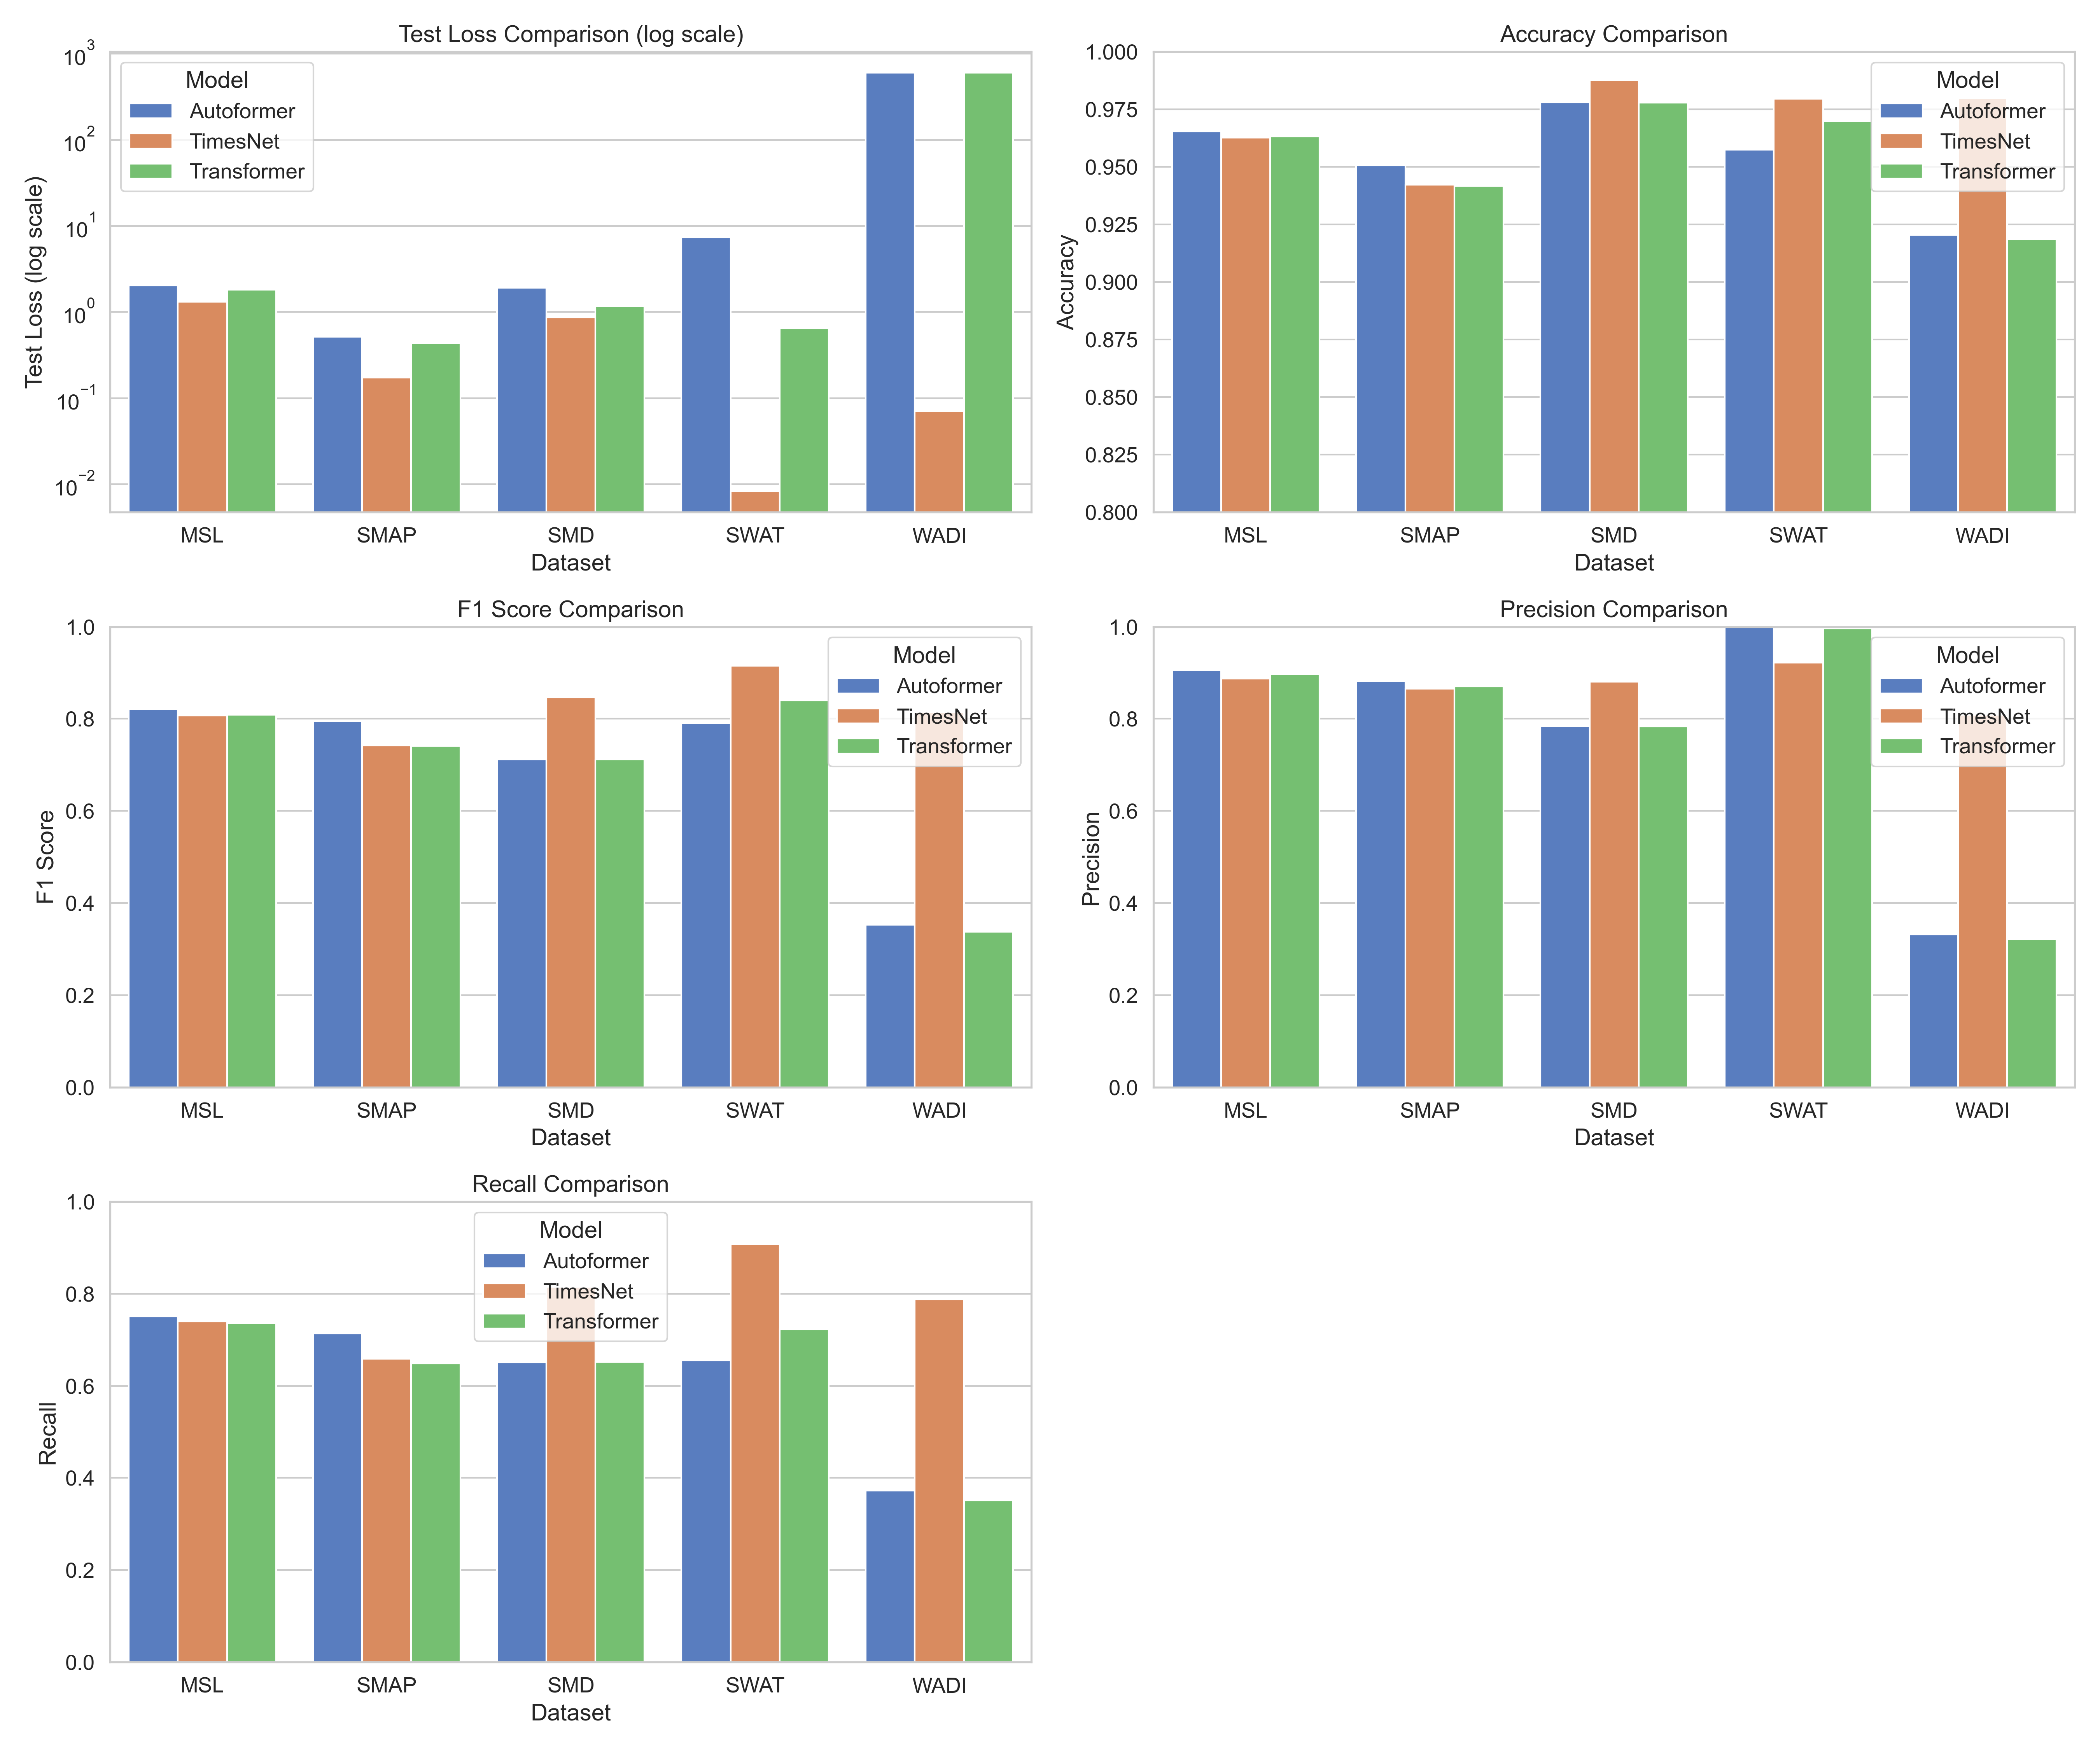 Test Loss Comparison (log scale)
Test Loss (log scale)
10^3
10^2
10^1
10^0
10^−1
10^−2
Model
Autoformer
TimesNet
Transformer
MSL SMAP SMD SWAT WADI
Dataset
Accuracy Comparison
Accuracy
1.000
0.975
0.950
0.925
0.900
0.875
0.850
0.825
0.800
Model
Autoformer
TimesNet
Transformer
MSL SMAP SMD SWAT WADI
Dataset
F1 Score Comparison
F1 Score
1.0
0.8
0.6
0.4
0.2
0.0
Model
Autoformer
TimesNet
Transformer
MSL SMAP SMD SWAT WADI
Dataset
Precision Comparison
Precision
1.0
0.8
0.6
0.4
0.2
0.0
Model
Autoformer
TimesNet
Transformer
MSL SMAP SMD SWAT WADI
Dataset
Recall Comparison
Recall
1.0
0.8
0.6
0.4
0.2
0.0
Model
Autoformer
TimesNet
Transformer
MSL SMAP SMD SWAT WADI
Dataset